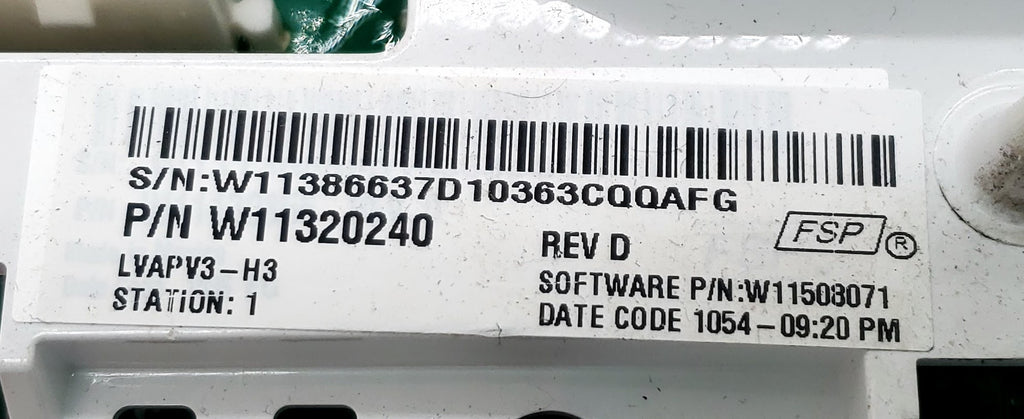 S/N:W11386637D10363CQQAFG
P/N W11320240
REV D
FSP®
LVAPV3-H3
SOFTWARE P/N:W11508071
STATION: 1
DATE CODE 1054-09:20 PM